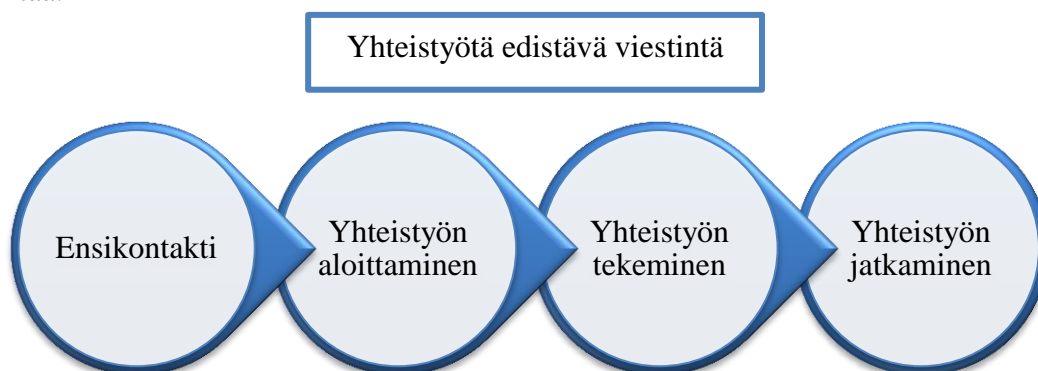 Yhteistyötä edistävä viestintä
Ensikontakti
Yhteistyön
aloittaminen
Yhteistyön
tekeminen
Yhteistyön
jatkaminen